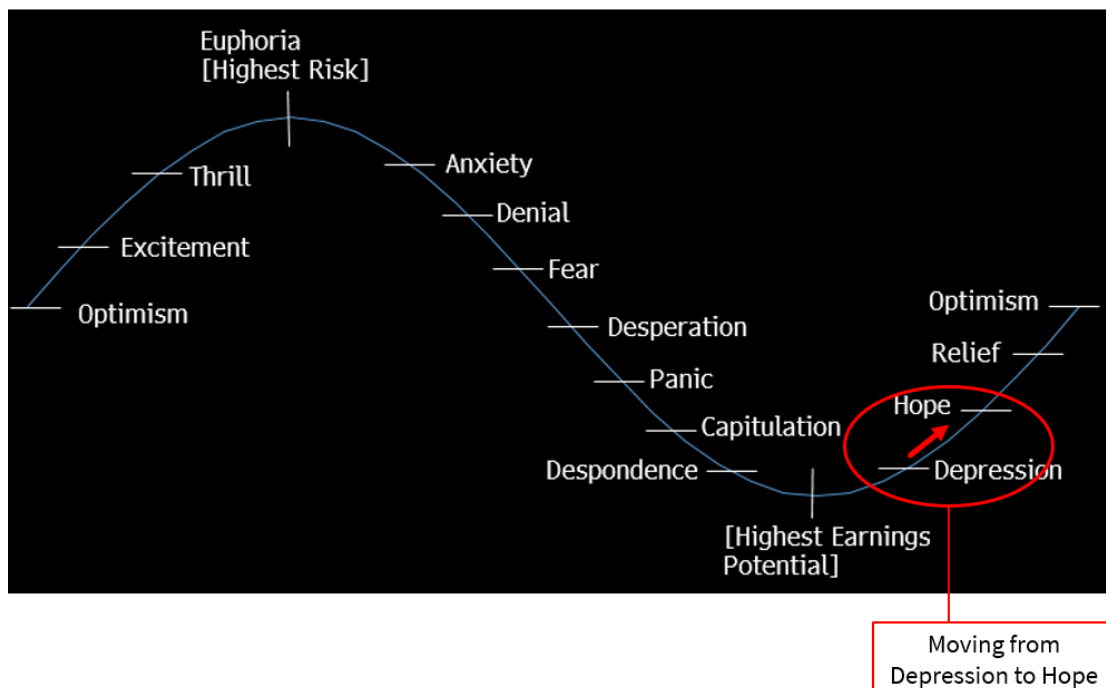 Euphoria
[Highest Risk]
Thrill
Excitement
Optimism
Anxiety
Denial
Fear
Desperation
Panic
Capitulation
Despondence
[Highest Earnings
Potential]
Depression
Hope
Relief
Optimism
Moving from
Depression to Hope